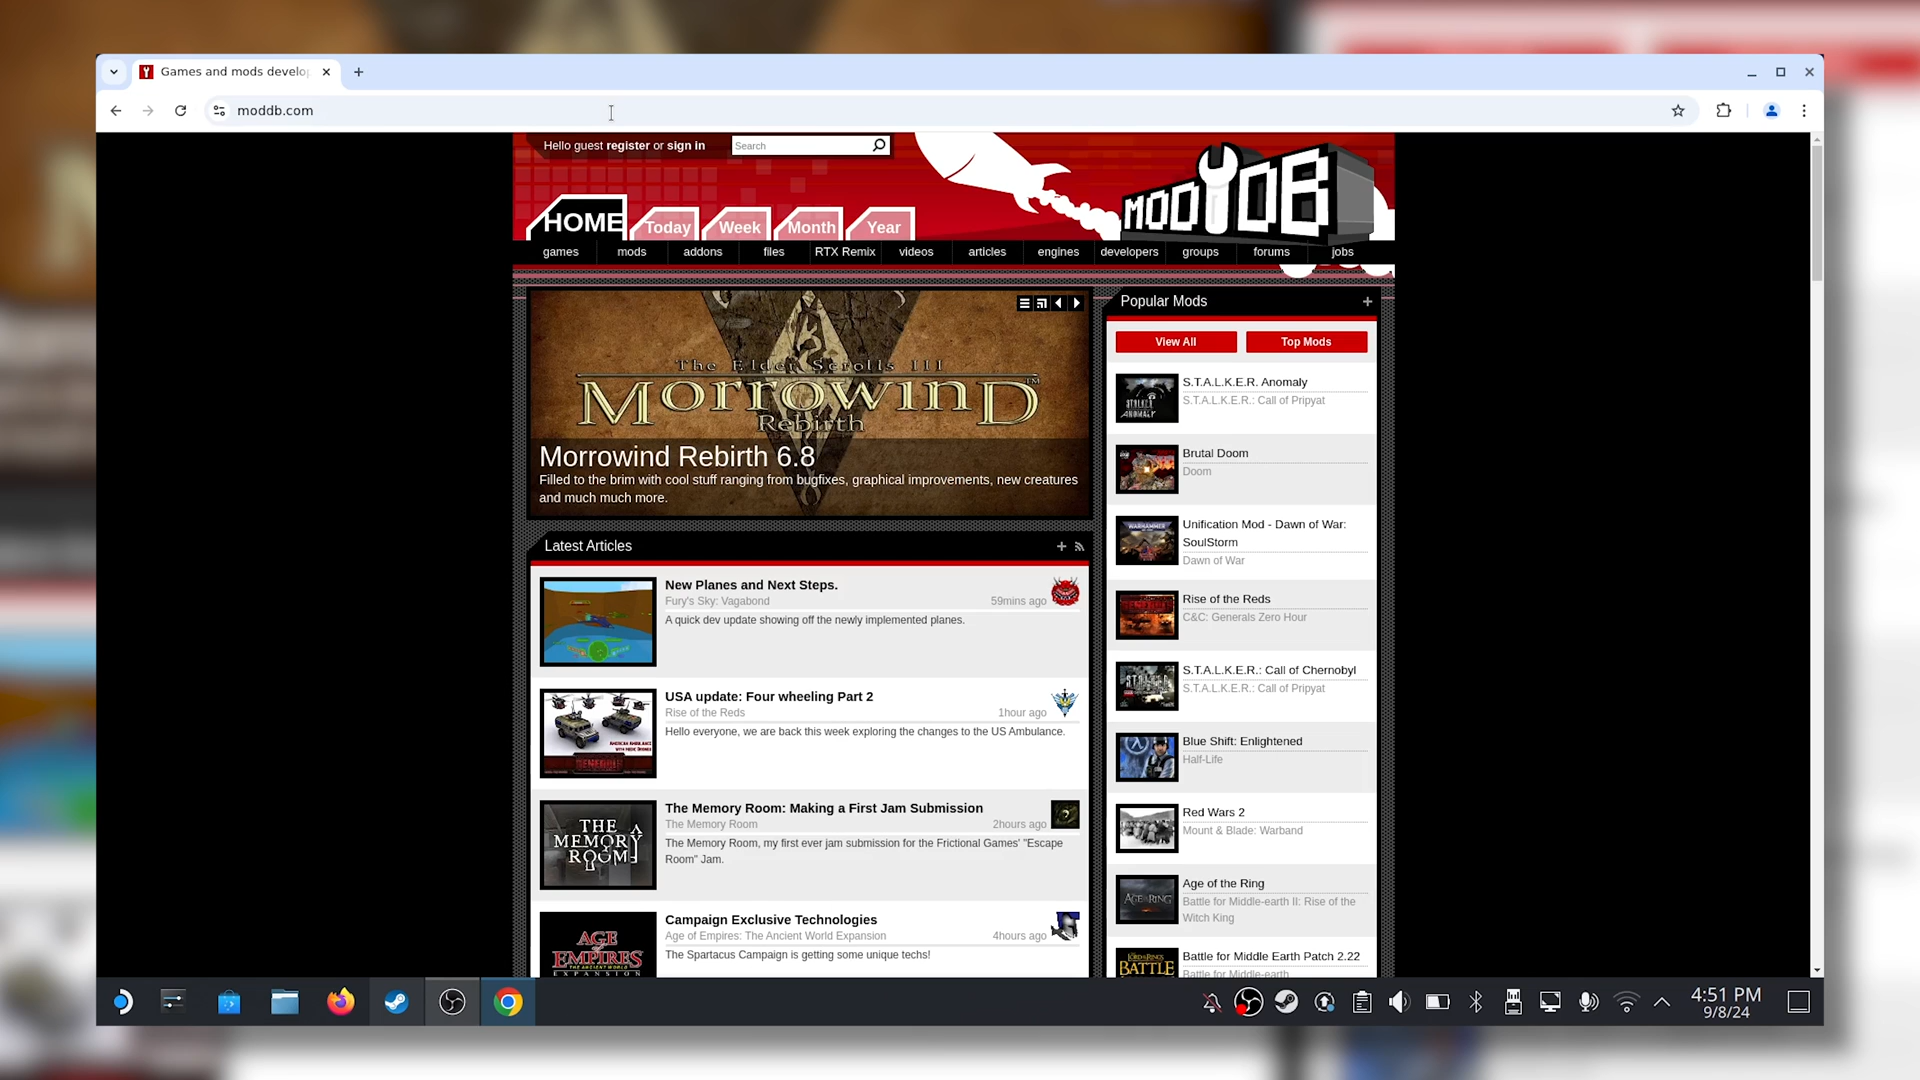 Games and mods develo
moddb.com
Hello guest register or sign in
Search
MOD DB
HOME
Today
Week
Month
Year
games
mods
addons
files
RTX Remix
videos
articles
engines
developers
groups
forums
jobs
The Elder Scrolls III
Morrowind
Rebirth
Morrowind Rebirth 6.8
Filled to the brim with cool stuff ranging from bugfixes, graphical improvements, new creatures
and much much more.
Latest Articles
New Planes and Next Steps.
Fury's Sky: Vagabond
59mins ago
A quick dev update showing off the newly implemented planes.
USA update: Four wheeling Part 2
Rise of the Reds
1hour ago
Hello everyone, we are back this week exploring the changes to the US Ambulance.
THE
MEMORY
ROOM
The Memory Room: Making a First Jam Submission
The Memory Room
2hours ago
The Memory Room, my first ever jam submission for the Frictional Games' "Escape
Room" Jam.
AGE
EMPIRES
EXPANSION
Campaign Exclusive Technologies
Age of Empires: The Ancient World Expansion
4hours ago
The Spartacus Campaign is getting some unique techs!
Popular Mods
View All
Top Mods
S.T.A.L.K.E.R. Anomaly
S.T.A.L.K.E.R.: Call of Pripyat
Brutal Doom
Doom
Unification Mod - Dawn of War:
SoulStorm
Dawn of War
Rise of the Reds
C&C: Generals Zero Hour
S.T.A.L.K.E.R.: Call of Chernobyl
S.T.A.L.K.E.R.: Call of Pripyat
Blue Shift: Enlightened
Half-Life
Red Wars 2
Mount & Blade: Warband
Age of the Ring
Battle for Middle-earth II: Rise of the
Witch King
BATTLE
Battle for Middle Earth Patch 2.22
Battle for Middle-earth
4:51 PM
9/8/24